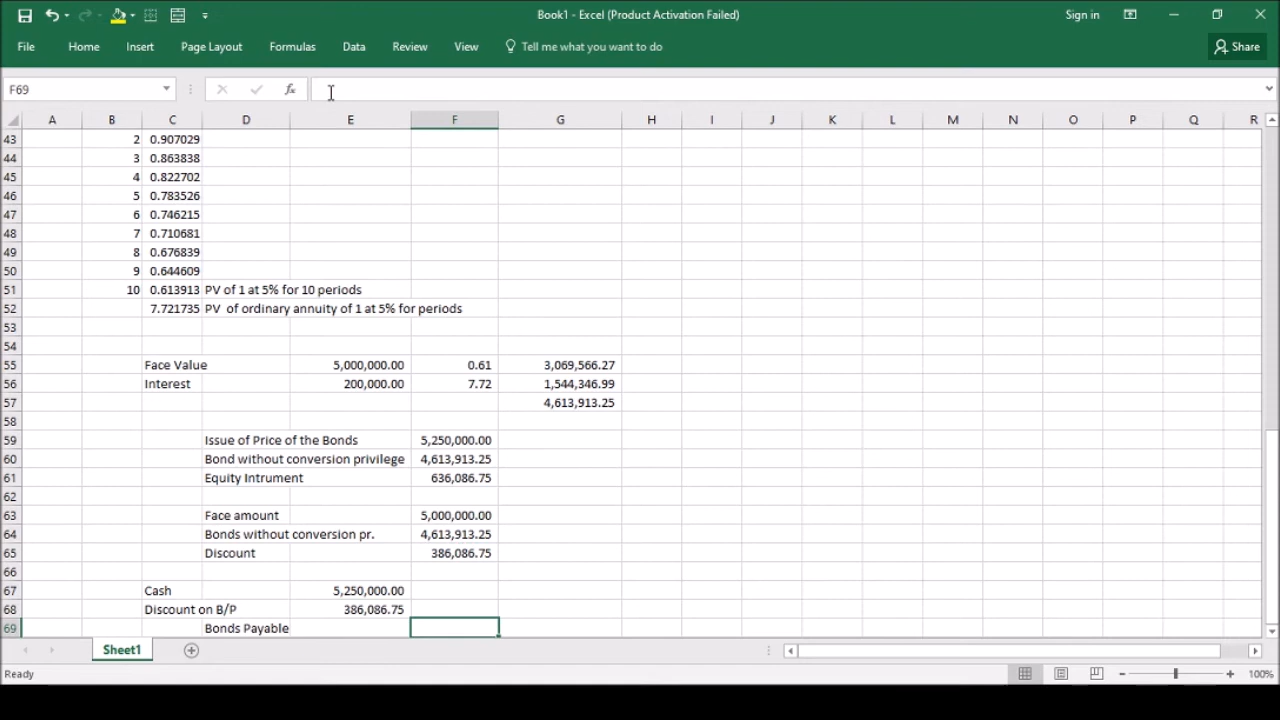 Book1 - Excel (Product Activation Failed) Sign in
File Home Insert Page Layout Formulas Data Review View Tell me what you want to do Share
F69 fx
A B C D E F G H I J K L M N O P Q R
43 2 0.907029
44 3 0.863838
45 4 0.822702
46 5 0.783526
47 6 0.746215
48 7 0.710681
49 8 0.676839
50 9 0.644609
51 10 0.613913 PV of 1 at 5% for 10 periods
52 7.721735 PV of ordinary annuity of 1 at 5% for periods
53
54
55 Face Value 5,000,000.00 0.61 3,069,566.27
56 Interest 200,000.00 7.72 1,544,346.99
57 4,613,913.25
58
59 Issue of Price of the Bonds 5,250,000.00
60 Bond without conversion privilege 4,613,913.25
61 Equity Intrument 636,086.75
62
63 Face amount 5,000,000.00
64 Bonds without conversion pr. 4,613,913.25
65 Discount 386,086.75
66
67 Cash 5,250,000.00
68 Discount on B/P 386,086.75
69 Bonds Payable
Sheet1
Ready 100%